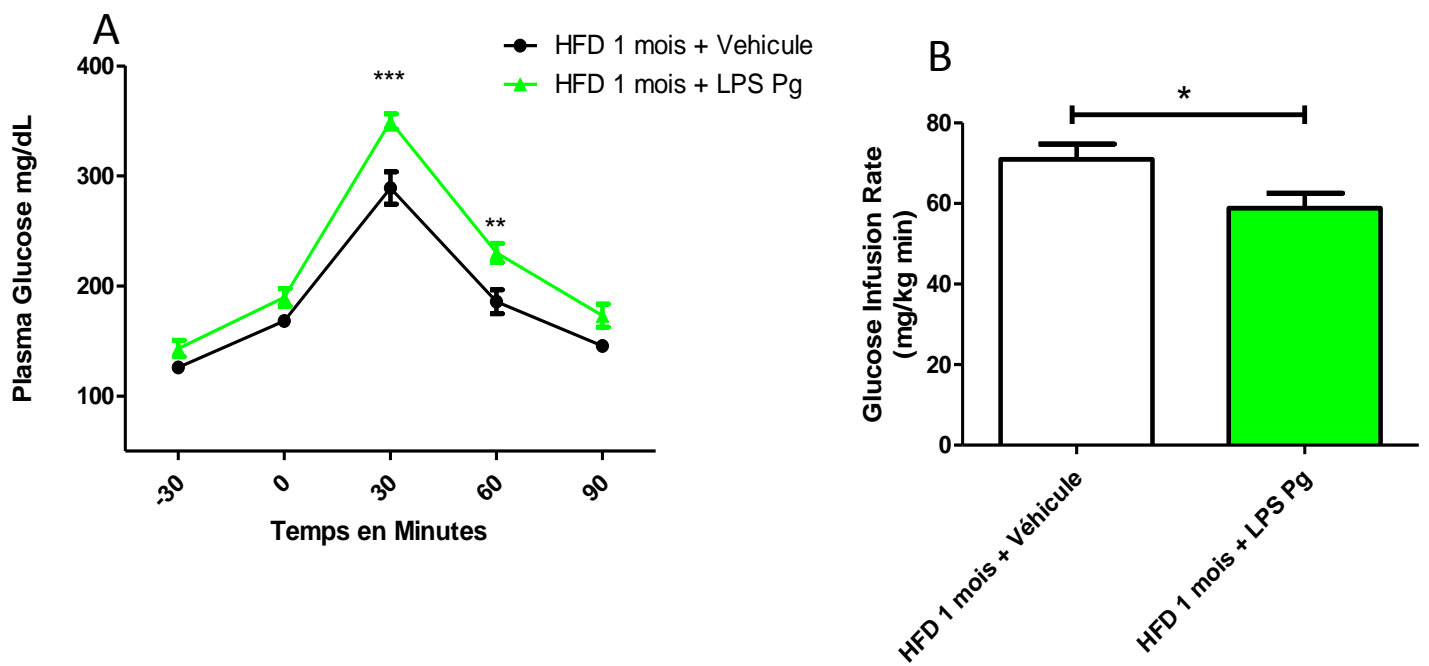 A
HFD 1 mois + Vehicule
HFD 1 mois + LPS Pg
400
300
200
100
***
**
Plasma Glucose mg/dL
-30
0
30
60
90
Temps en Minutes
B
*
80
60
40
20
0
Glucose Infusion Rate
(mg/kg min)
HFD 1 mois + Véhicule
HFD 1 mois + LPS Pg